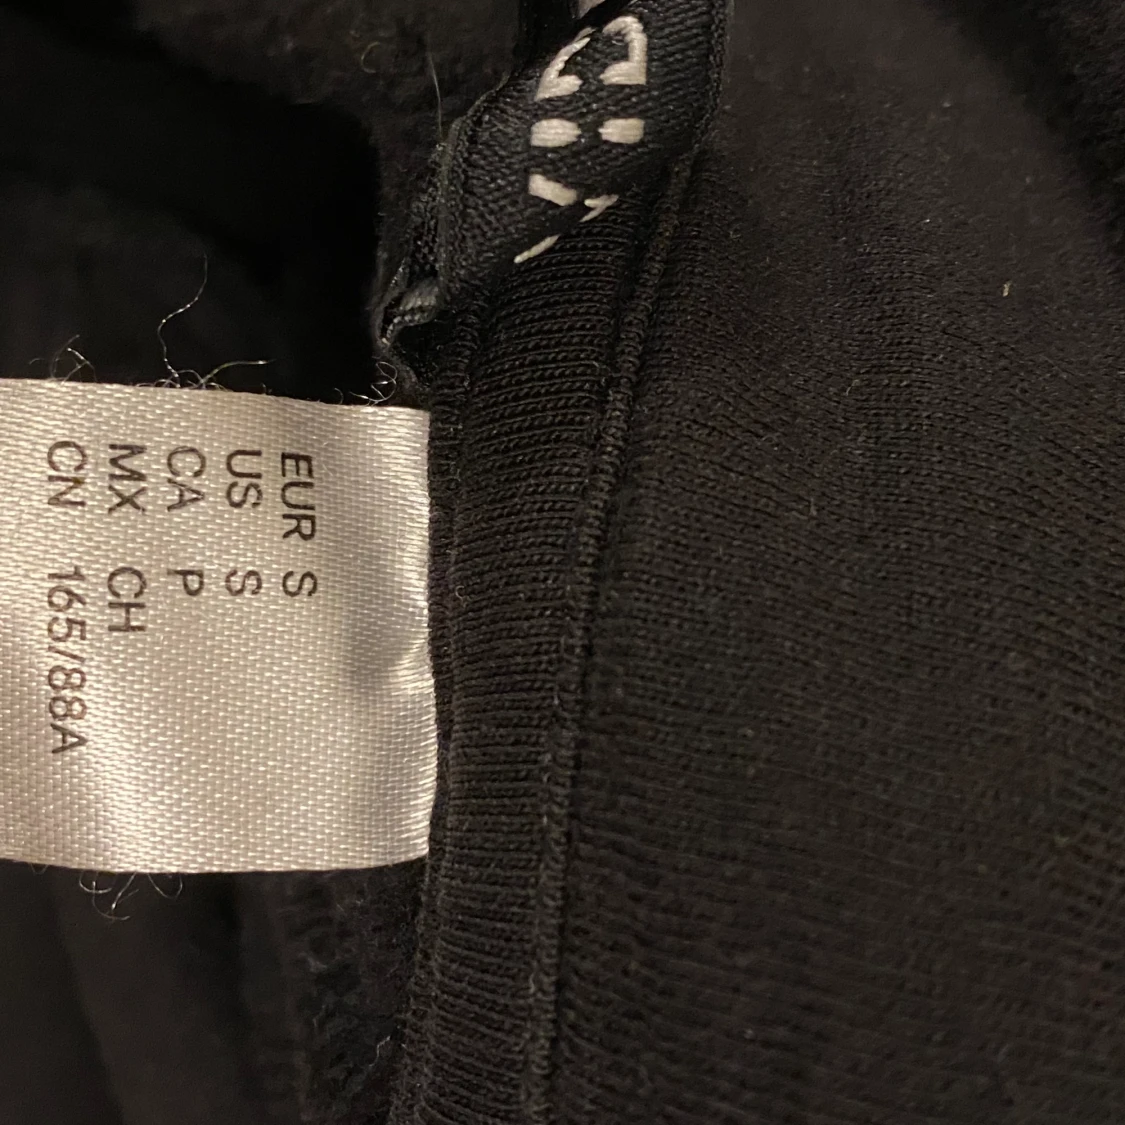 EUR S
US S
CA P
MX CH
CN 165/88A